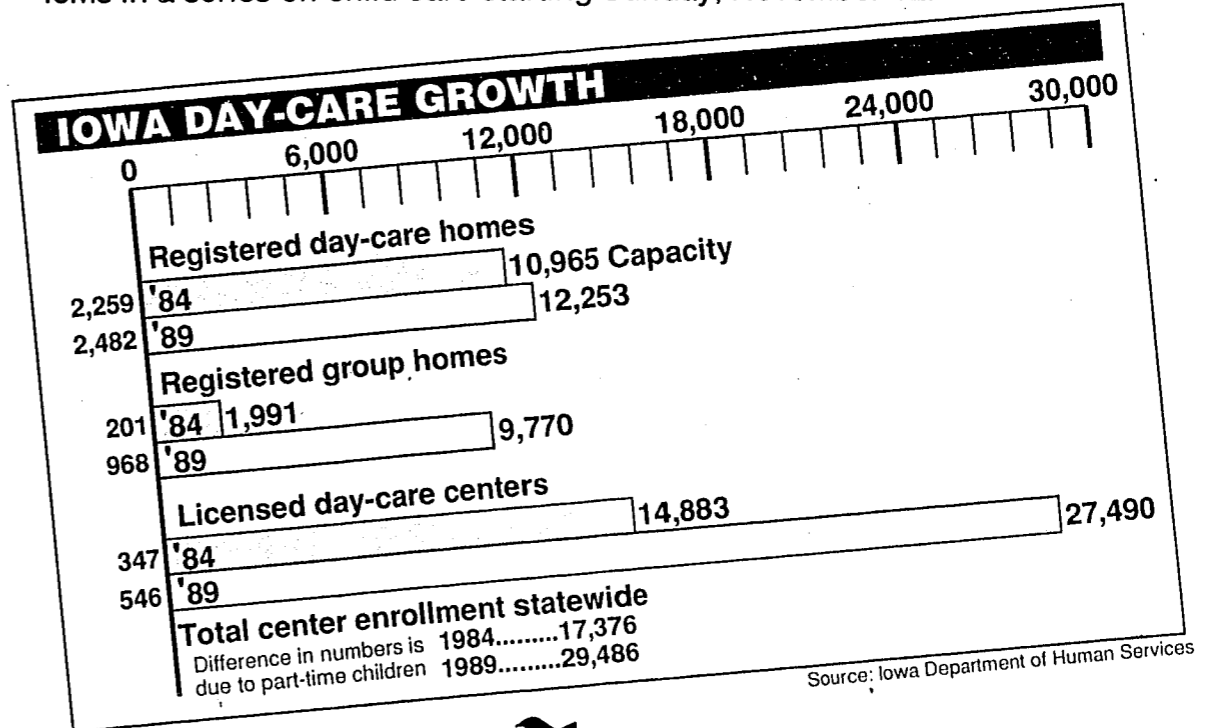 IOWA DAY-CARE GROWTH
0 6,000 12,000 18,000 24,000 30,000
Registered day-care homes
2,259 '84 10,965 Capacity
2,482 '89 12,253
Registered group homes
201 '84 1,991
968 '89 9,770
Licensed day-care centers
347 '84 14,883
546 '89 27,490
Total center enrollment statewide
Difference in numbers is 1984.........17,376
due to part-time children 1989.........29,486
Source: Iowa Department of Human Services